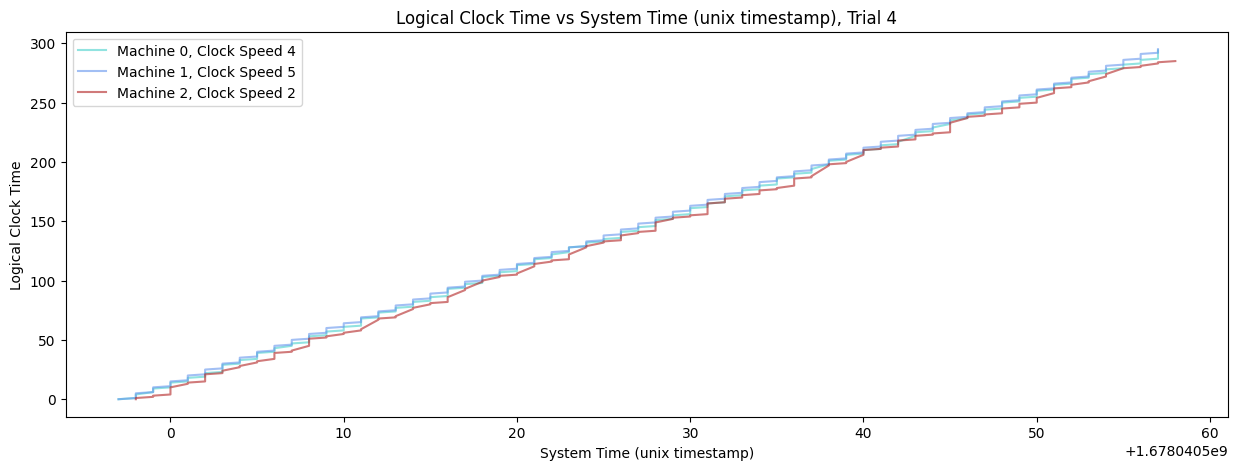 Logical Clock Time vs System Time (unix timestamp), Trial 4
300
250
200
150
100
50
0
Logical Clock Time
Machine 0, Clock Speed 4
Machine 1, Clock Speed 5
Machine 2, Clock Speed 2
0 10 20 30 40 50 60
+1.6780405e9
System Time (unix timestamp)